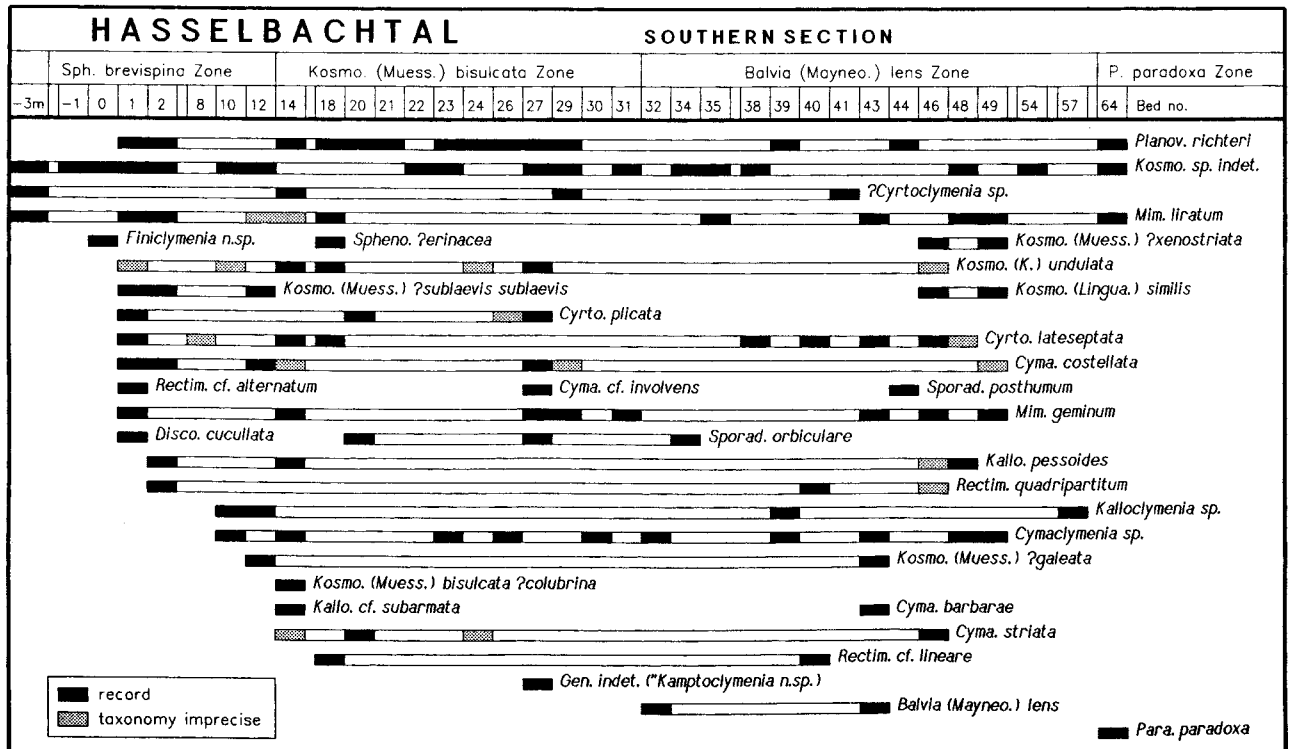 HASSELBACHTAL SOUTHERN SECTION
Sph. brevispina Zone Kosmo. (Muess.) bisulcata Zone Balvia (Mayneo.) lens Zone P. paradoxa Zone
-3m -1 0 1 2 8 10 12 14 18 20 22 23 24 26 27 29 30 31 32 34 35 38 39 40 41 43 44 46 48 49 54 57 64 Bed no.
Planov. richteri
Kosmo. sp. indet.
?Cyrtoclymenia sp.
Mim. liratum
Finiclymenia n.sp. Spheno. ?erinacea Kosmo. (Muess.) ?xenostriata
Kosmo. (K.) undulata
Kosmo. (Muess.) ?sublaevis sublaevis Kosmo. (Lingua.) similis
Cyrto. plicata
Cyrto. lateseptata
Cyma. costellata
Rectim. cf. alternatum Cyma. cf. involvens Sporad. posthumum
Mim. geminum
Disco. cucullata Sporad. orbiculare
Kallo. pessoides
Rectim. quadripartitum
Kalloclymenia sp.
Cymaclymenia sp.
Kosmo. (Muess.) ?galeata
Kosmo. (Muess.) bisulcata ?colubrina
Kallo. cf. subarmata Cyma. barbarae
Cyma. striata
Rectim. cf. lineare
Gen. indet. ("Kamptoclymenia n.sp.)
record Balvia (Mayneo.) lens
taxonomy imprecise Para. paradoxa